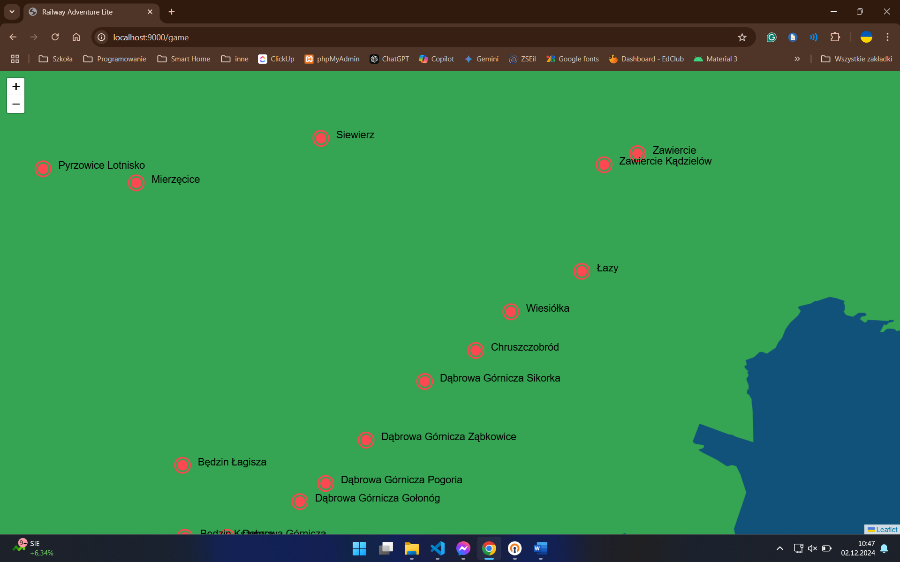 Railway Adventure Lite
localhost:9000/game
Szkoła
Programowanie
Smart Home
inne
ClickUp
phpMyAdmin
ChatGPT
Copilot
Gemini
ZSEiI
Google fonts
Dashboard - EdClub
Material 3
Wszystkie zakładki
+
−
Siewierz
Zawiercie
Zawiercie Kądzielów
Pyrzowice Lotnisko
Mierzęcice
Łazy
Wiesiółka
Chruszczobród
Dąbrowa Górnicza Sikorka
Dąbrowa Górnicza Ząbkowice
Będzin Łagisza
Dąbrowa Górnicza Pogoria
Dąbrowa Górnicza Gołonóg
Będzin
Górnicza
Leaflet
SIE
+6,34%
10:47
02.12.2024